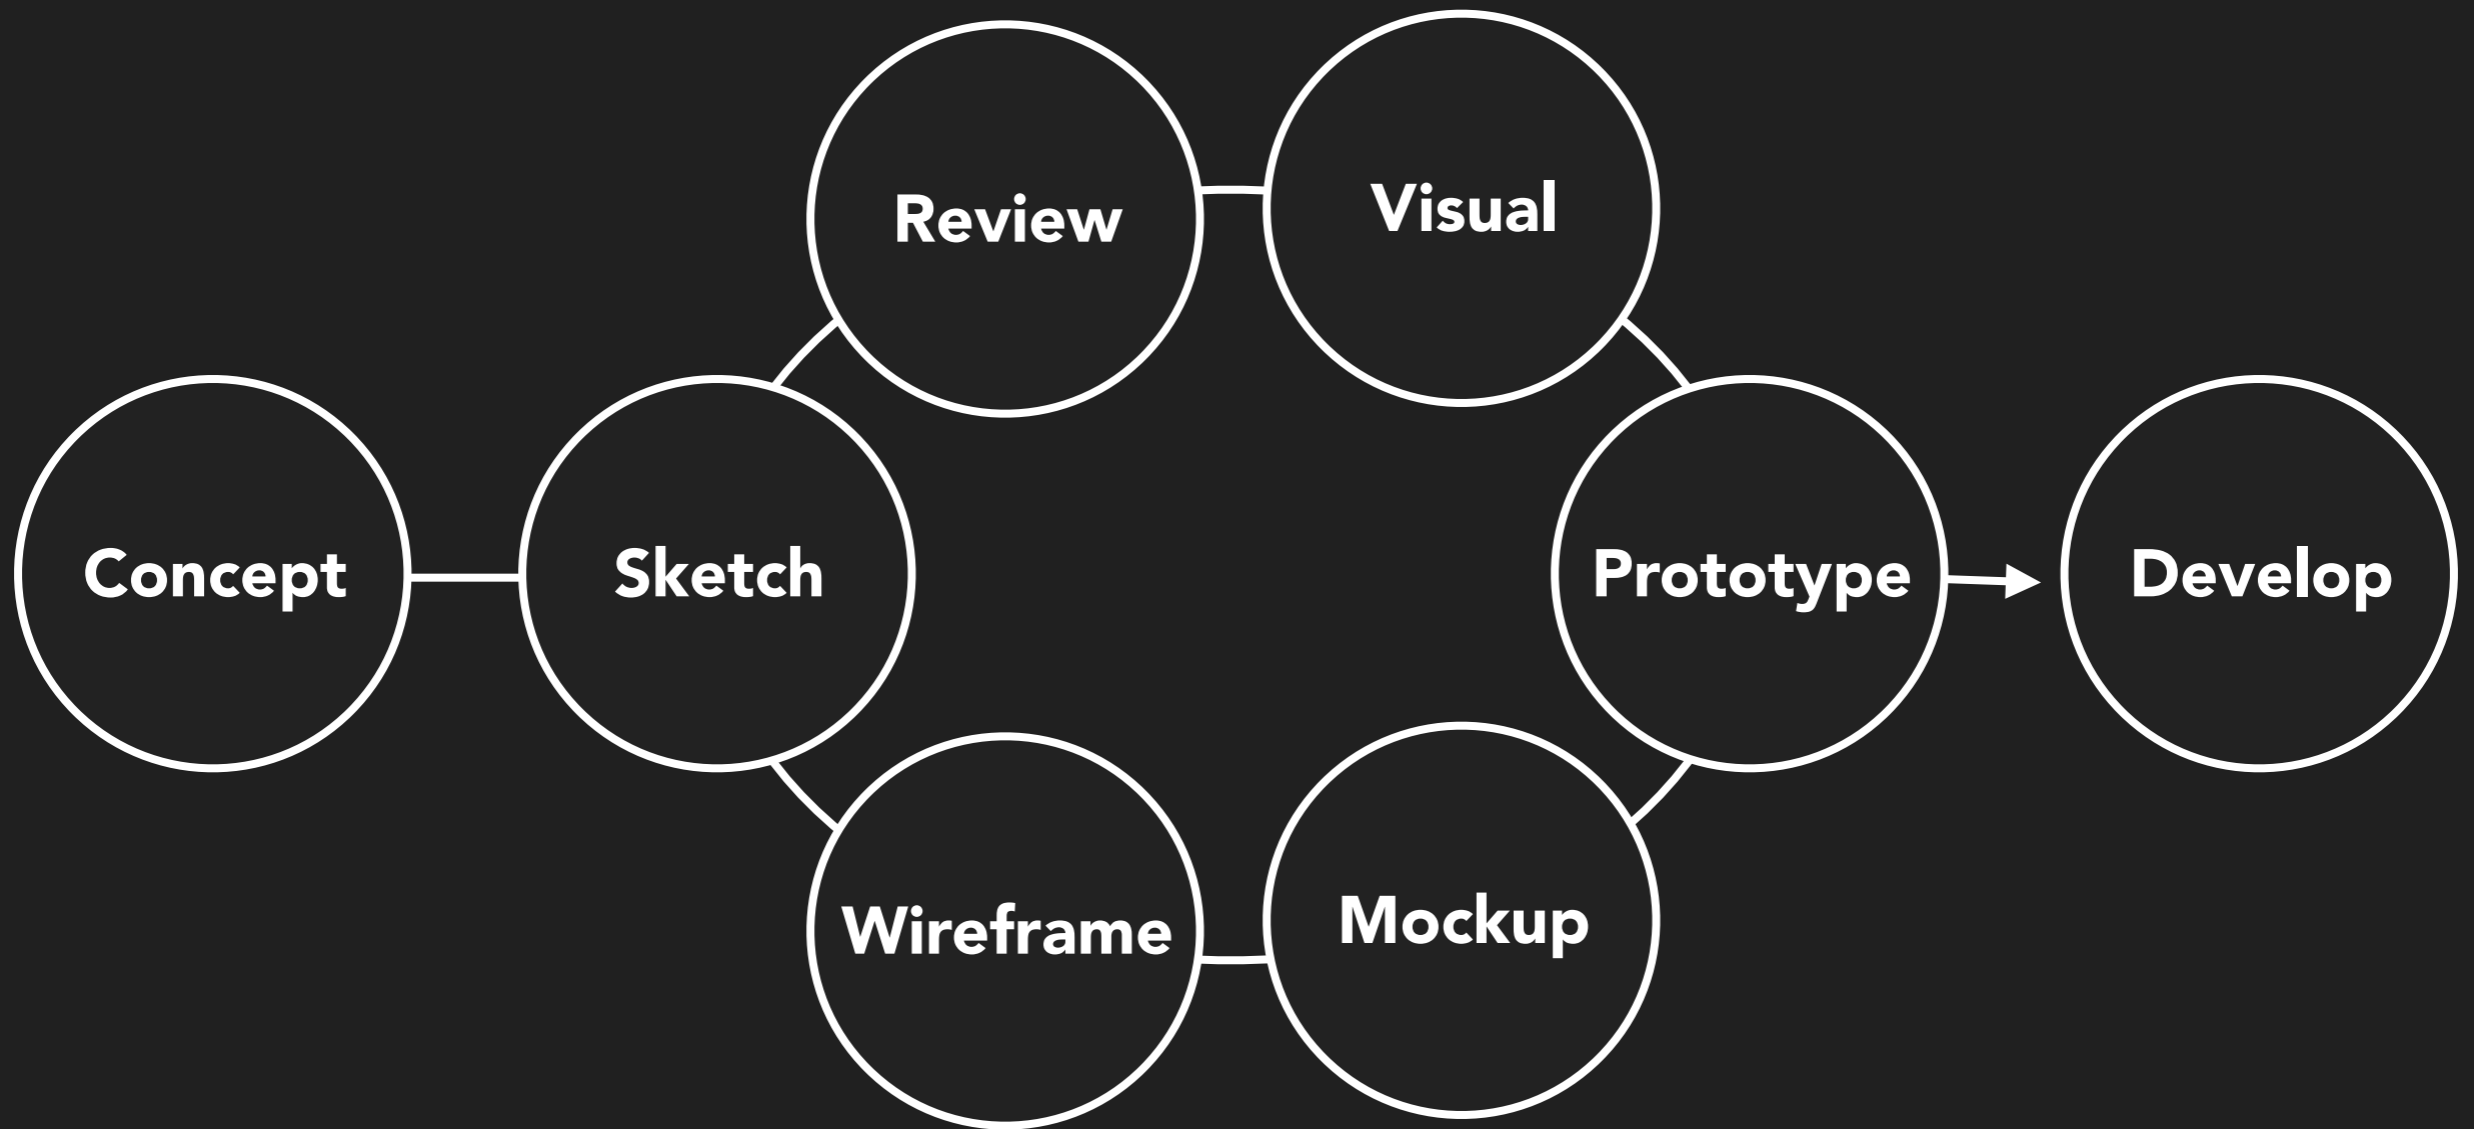 Review
Visual
Concept
Sketch
Prototype
Develop
Wireframe
Mockup